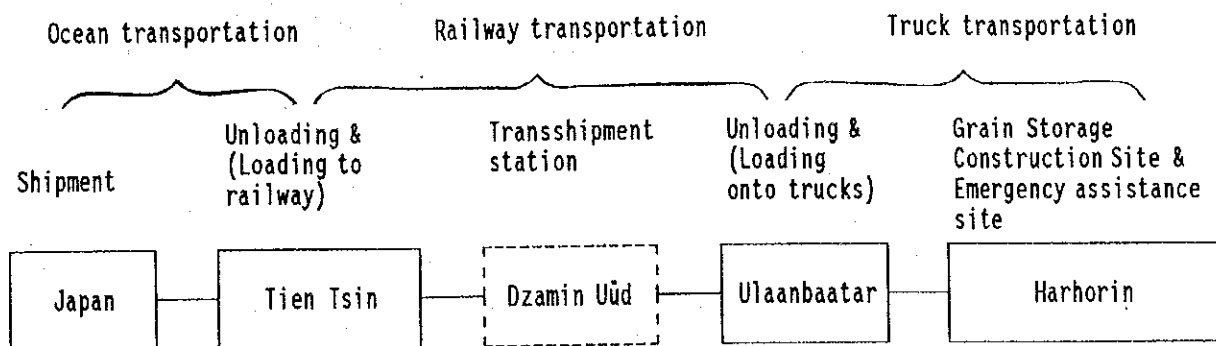 Ocean transportation
Railway transportation
Truck transportation
Shipment
Unloading &
(Loading to
railway)
Transshipment
station
Unloading &
(Loading
onto trucks)
Grain Storage
Construction Site &
Emergency assistance
site
Japan
Tien Tsin
Dzamin Uüd
Ulaanbaatar
Harhorin